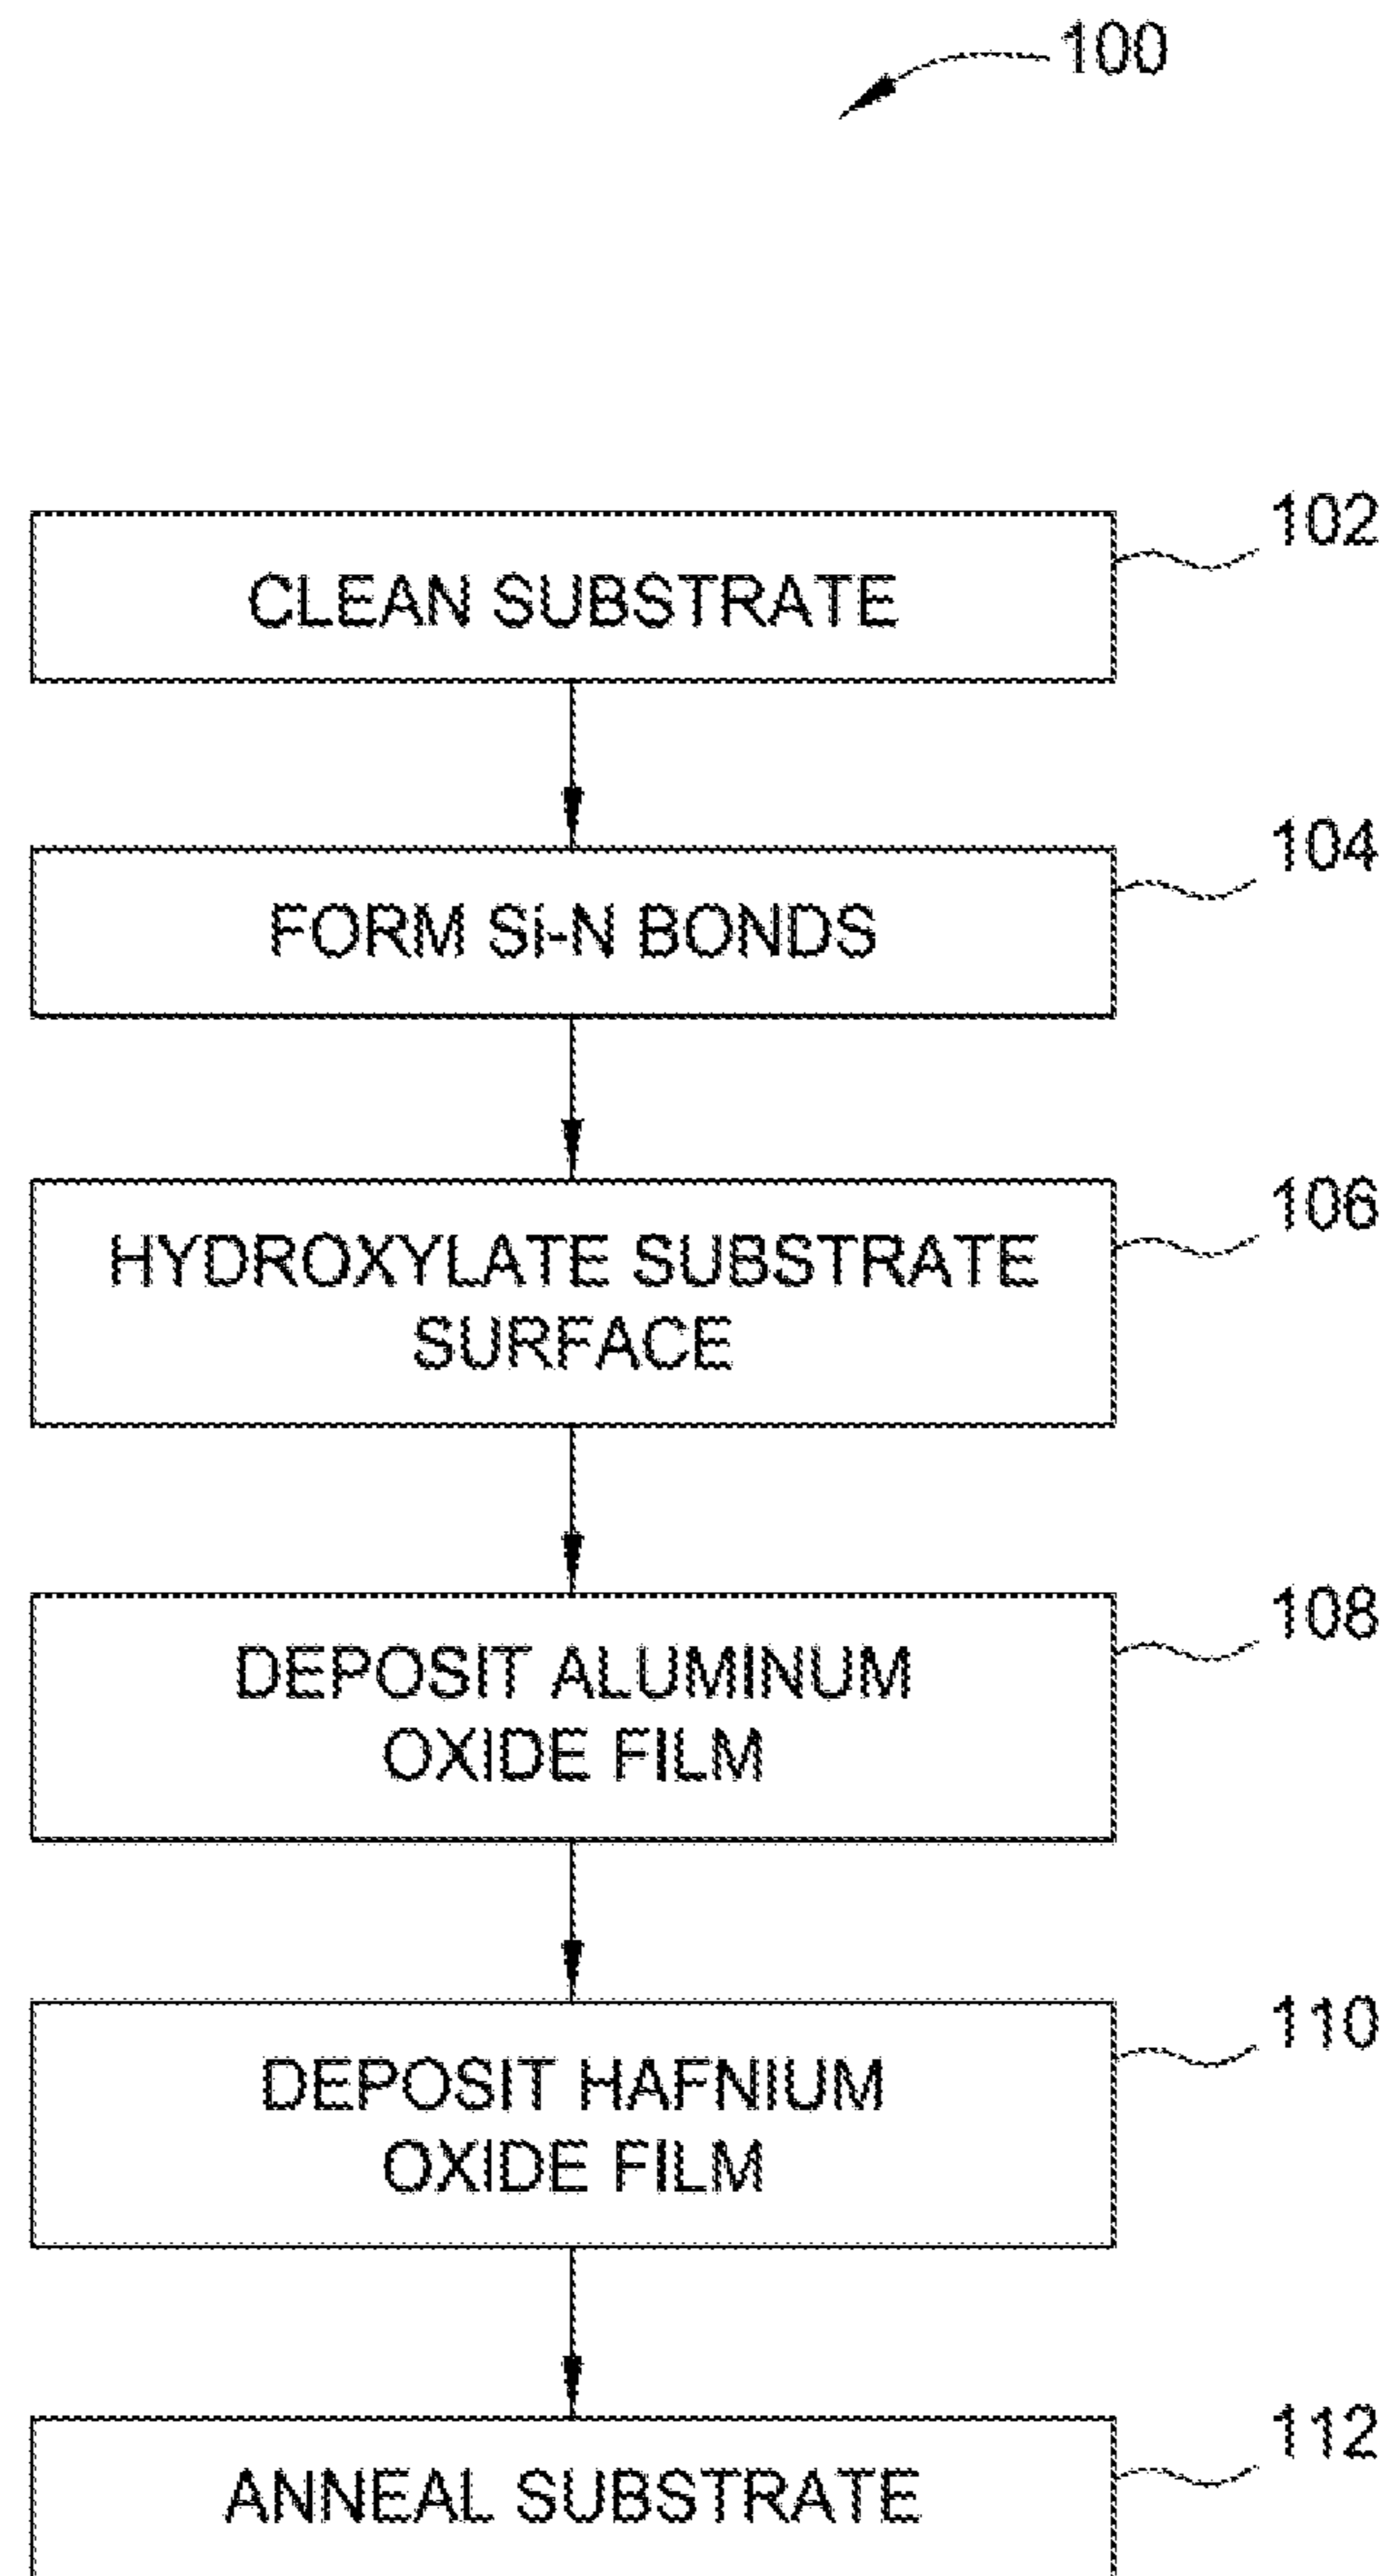 100
102
CLEAN SUBSTRATE
104
FORM Si-N BONDS
106
HYDROXYLATE SUBSTRATE
SURFACE
108
DEPOSIT ALUMINUM
OXIDE FILM
110
DEPOSIT HAFNIUM
OXIDE FILM
112
ANNEAL SUBSTRATE